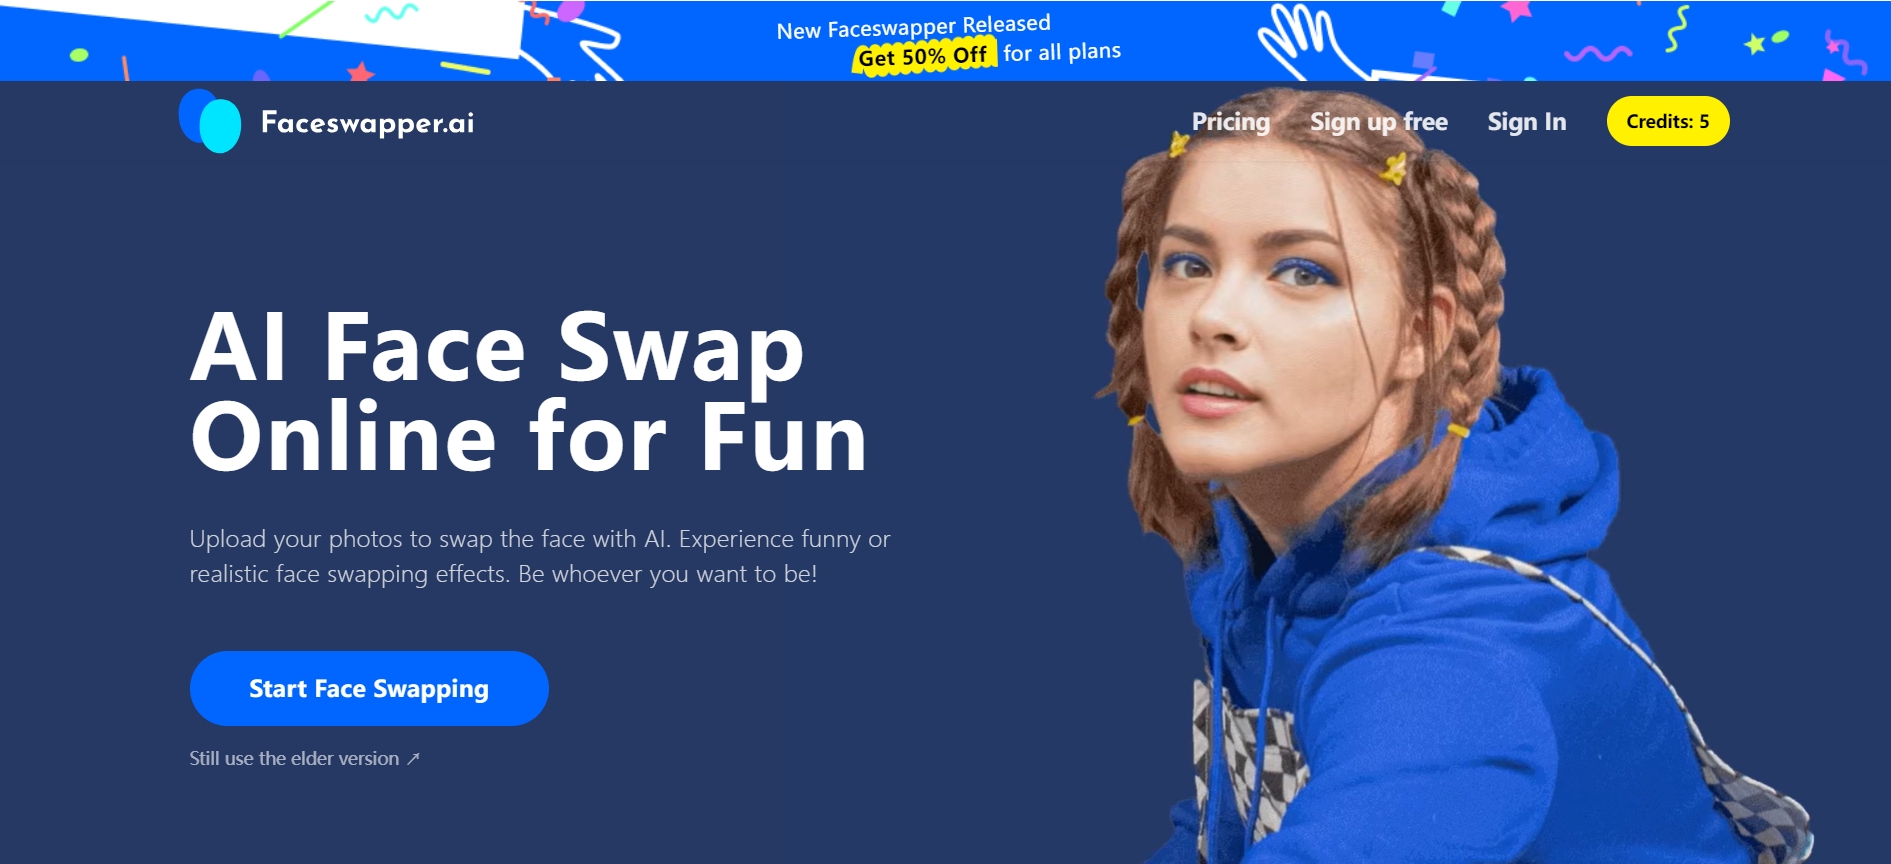 New Faceswapper Released
Get 50% Off for all plans
Faceswapper.ai
Pricing
Sign up free
Sign In
Credits: 5
AI Face Swap
Online for Fun
Upload your photos to swap the face with AI. Experience funny or
realistic face swapping effects. Be whoever you want to be!
Start Face Swapping
Still use the elder version ↗